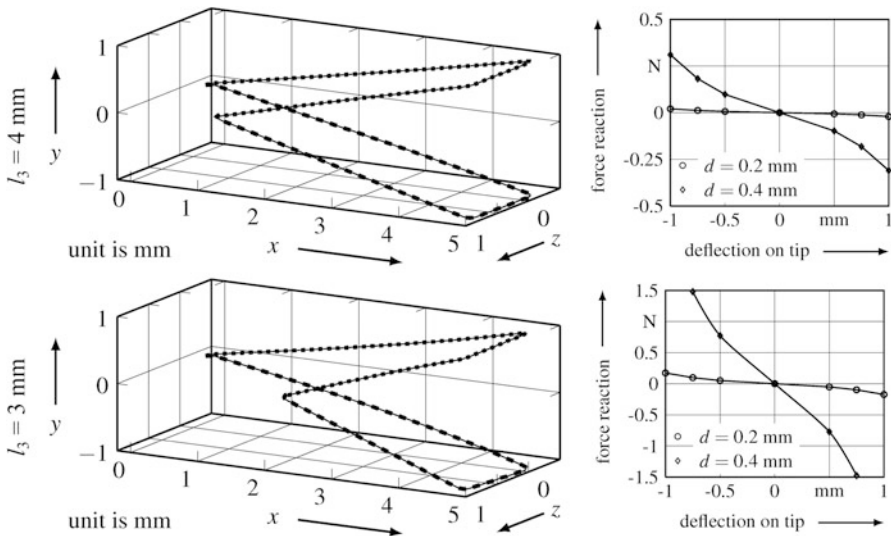 l3 = 4 mm
y
1
0
−1
0
1
2
3
4
5
1
0
unit is mm
x
z
force reaction
0.5
N
0
-0.25
-0.5
d = 0.2 mm
d = 0.4 mm
-1
-0.5
0
mm
1
deflection on tip
l3 = 3 mm
y
1
0
−1
0
1
2
3
4
5
1
0
unit is mm
x
z
force reaction
1.5
N
0.5
0
-0.5
-1
-1.5
d = 0.2 mm
d = 0.4 mm
-1
-0.5
0
mm
1
deflection on tip